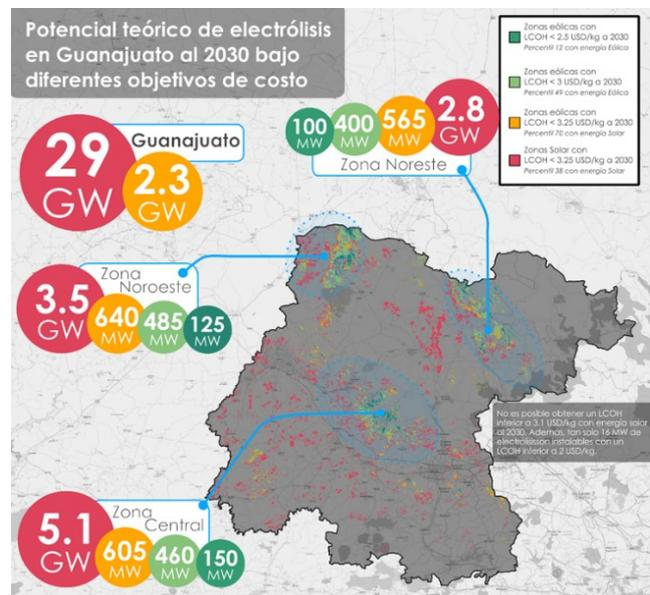 Potencial teórico de electrólisis
en Guanajuato al 2030 bajo
diferentes objetivos de costo
Zonas eólicas con
LCOH < 2.5 USD/kg a 2030
Percentil 12 con energía Eólica
Zonas eólicas con
LCOH < 3 USD/kg a 2030
Percentil 49 con energía Eólica
Zonas eólicas con
LCOH < 3.25 USD/kg a 2030
Percentil 70 con energía Solar
Zonas Solar con
LCOH < 3.25 USD/kg a 2030
Percentil 38 con energía Solar
100
MW
400
MW
565
MW
2.8
GW
Zona Noreste
29
GW
Guanajuato
2.3
GW
Zona
Noroeste
3.5
GW
640
MW
485
MW
125
MW
No es posible obtener un LCOH
inferior a 3.1 USD/kg con energía solar
al 2030. Además, tan solo 16 MW de
electrólisisson instalables con un
LCOH inferior a 2 USD/kg.
Zona
Central
5.1
GW
605
MW
460
MW
150
MW